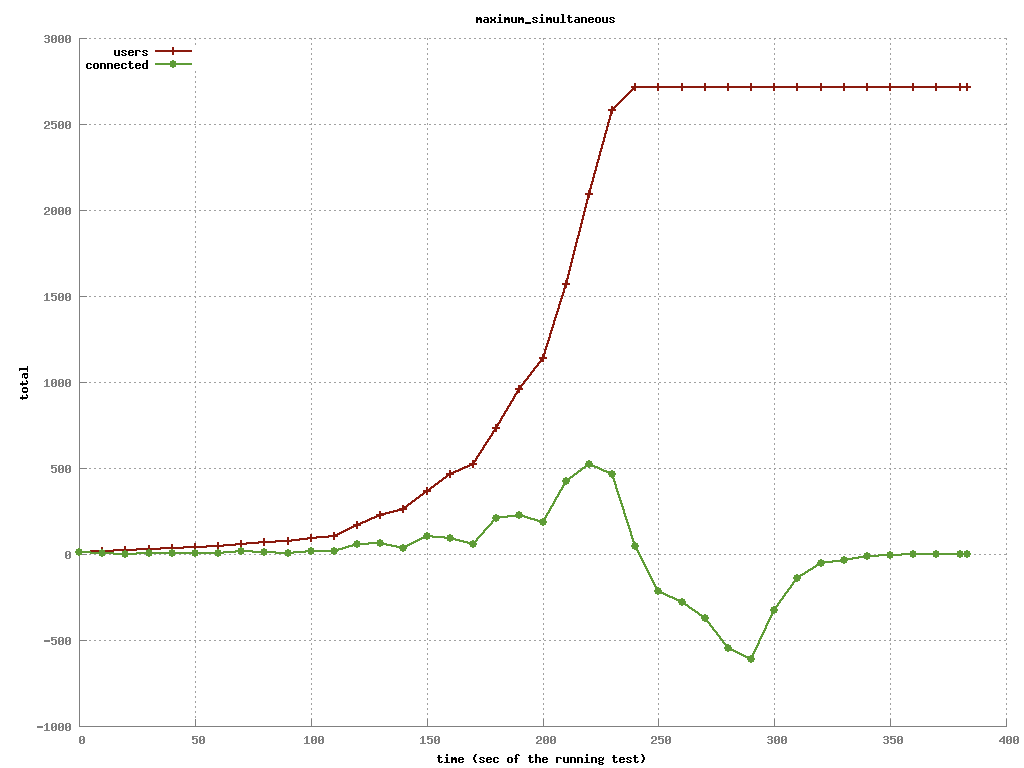 maximum_simultaneous
users
connected
3000
2500
2000
1500
1000
500
0
-500
-1000
total
0 50 100 150 200 250 300 350 400
time (sec of the running test)